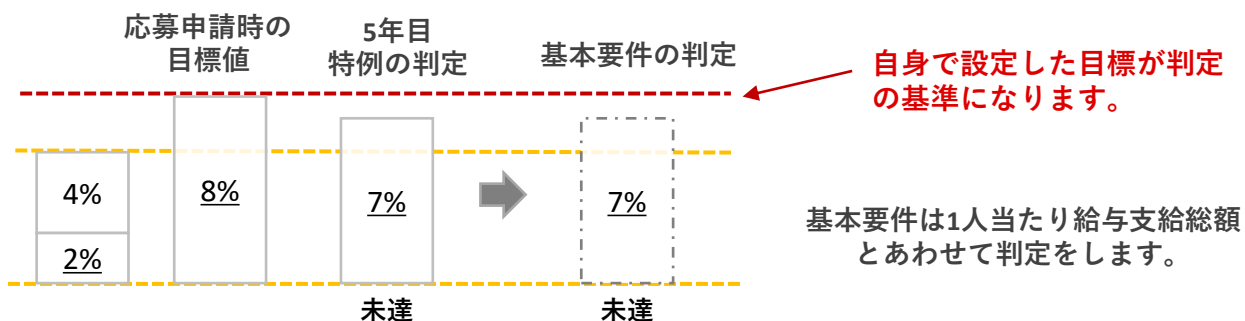 応募申請時の
目標値
5年目
特例の判定
基本要件の判定
自身で設定した目標が判定
の基準になります。
4%
2%
8%
7%
7%
基本要件は1人当たり給与支給総額
とあわせて判定をします。
未達
未達